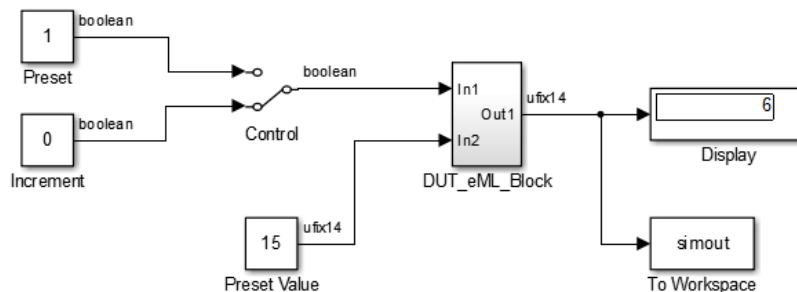 boolean
1
Preset
boolean
0
Increment
boolean
Control
In1
In2
Out1
DUT_eML_Block
ufix14
6
Display
15
ufix14
Preset Value
simout
To Workspace